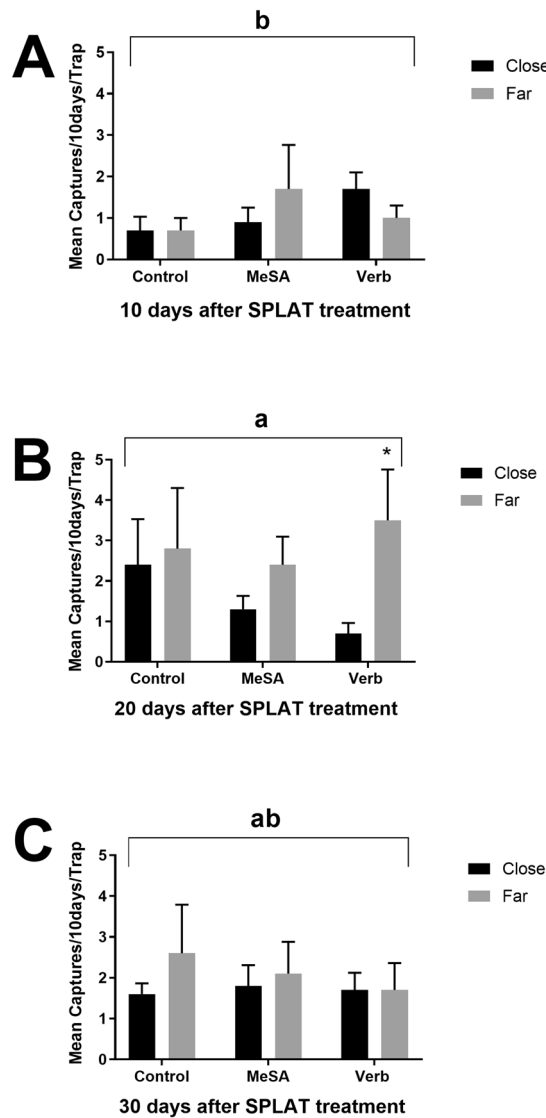 A
b
Close
Far
Mean Captures/10days/Trap
5
4
3
2
1
0
Control MeSA Verb
10 days after SPLAT treatment
B
a
*
Close
Far
Mean Captures/10days/Trap
5
4
3
2
1
0
Control MeSA Verb
20 days after SPLAT treatment
C
ab
Close
Far
Mean Captures/10days/Trap
5
4
3
2
1
0
Control MeSA Verb
30 days after SPLAT treatment